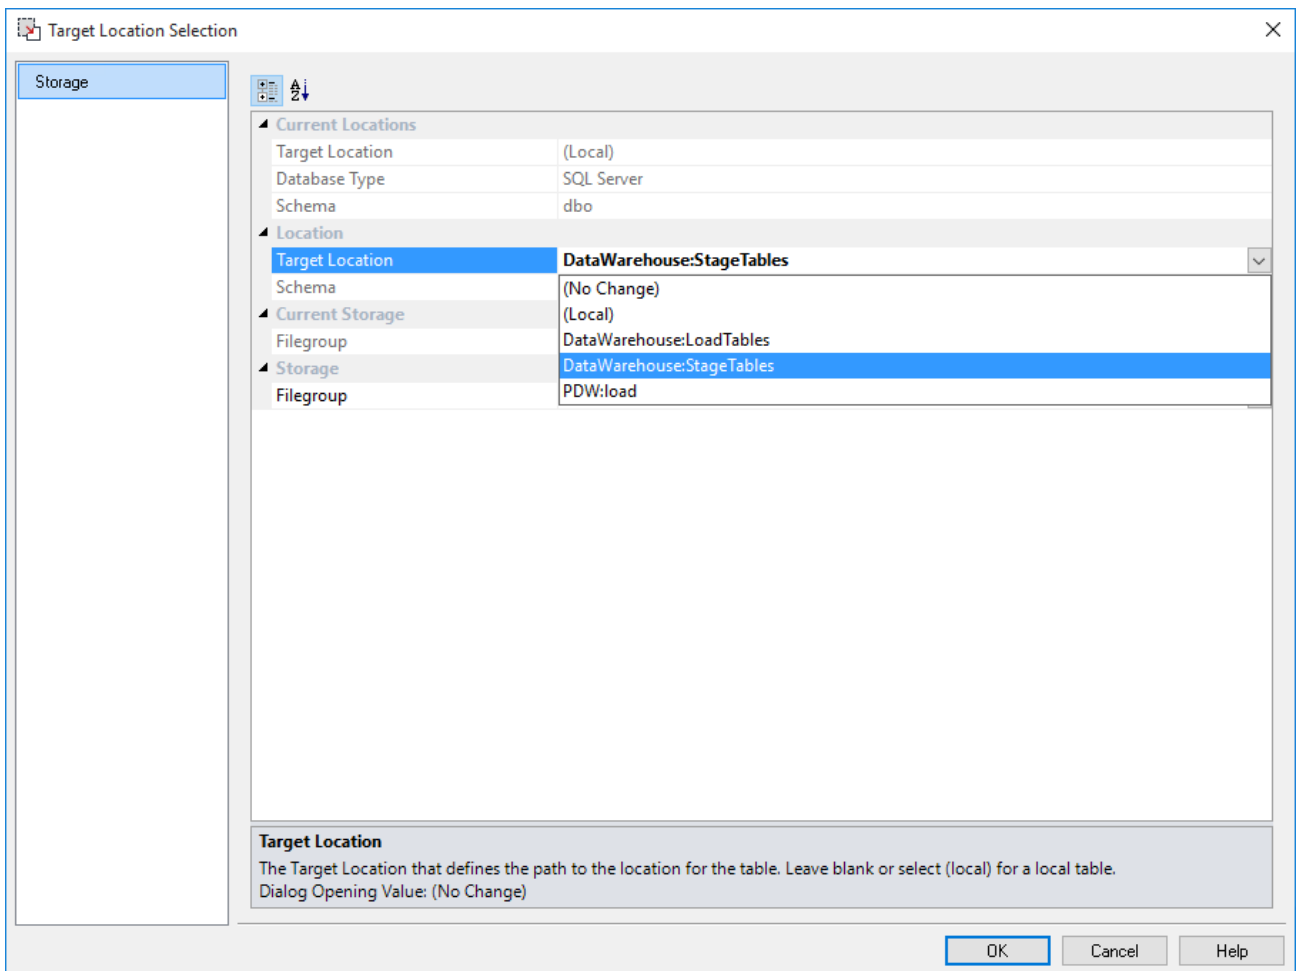 Target Location Selection
Storage
Current Locations
Target Location (Local)
Database Type SQL Server
Schema dbo
Location
Target Location DataWarehouse:StageTables
Schema (No Change)
(Local)
Current Storage
Filegroup DataWarehouse:LoadTables
Storage DataWarehouse:StageTables
Filegroup PDW:load
Target Location
The Target Location that defines the path to the location for the table. Leave blank or select (local) for a local table.
Dialog Opening Value: (No Change)
OK Cancel Help